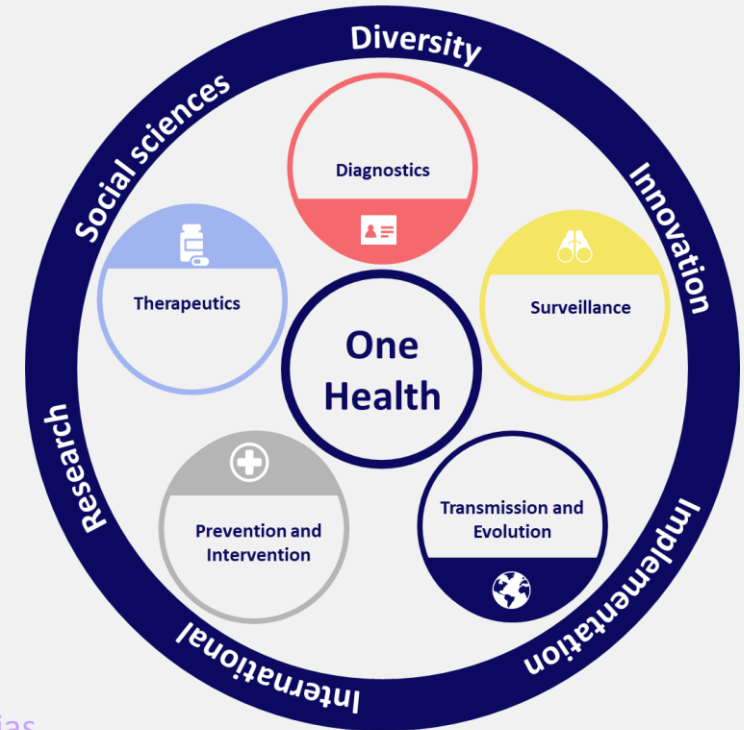 Diversity
Social sciences
Innovation
Diagnostics
Therapeutics
Surveillance
One
Health
Research
Prevention and
Intervention
Transmission and
Evolution
Implementation
International